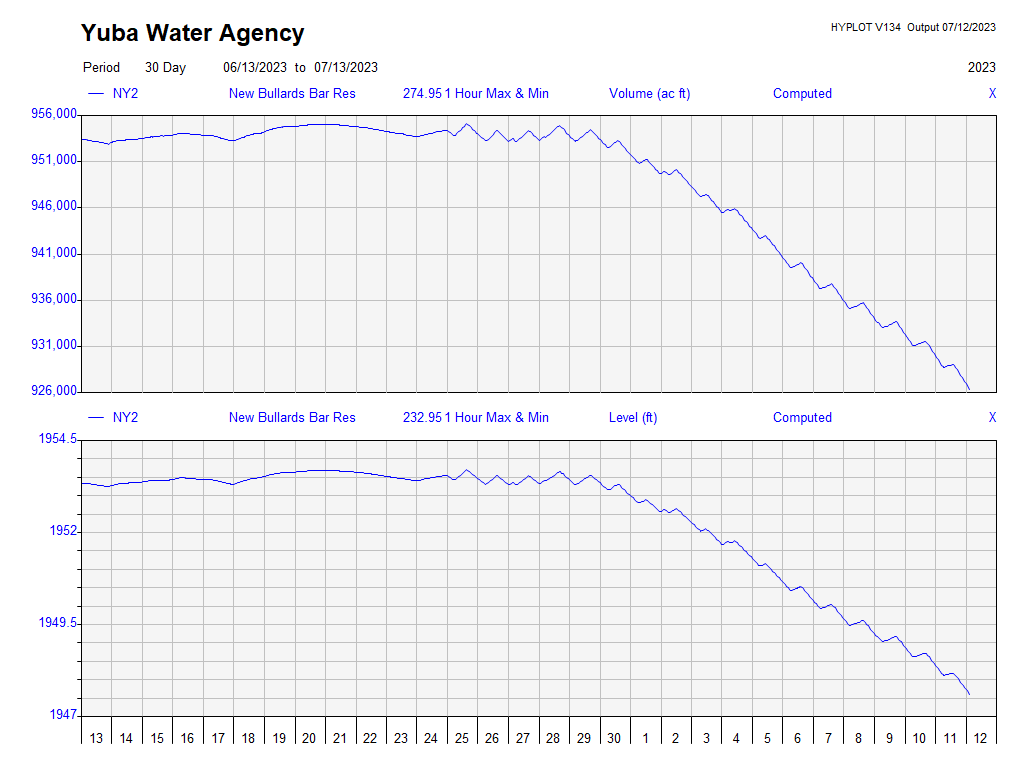 Yuba Water Agency
HYPLOT V134 Output 07/12/2023
Period 30 Day 06/13/2023 to 07/13/2023 2023
NY2 New Bullards Bar Res 274.95 1 Hour Max & Min Volume (ac ft) Computed X
956,000
951,000
946,000
941,000
936,000
931,000
926,000
NY2 New Bullards Bar Res 232.95 1 Hour Max & Min Level (ft) Computed X
1954.5
1952
1949.5
1947
13 14 15 16 17 18 19 20 21 22 23 24 25 26 27 28 29 30 1 2 3 4 5 6 7 8 9 10 11 12